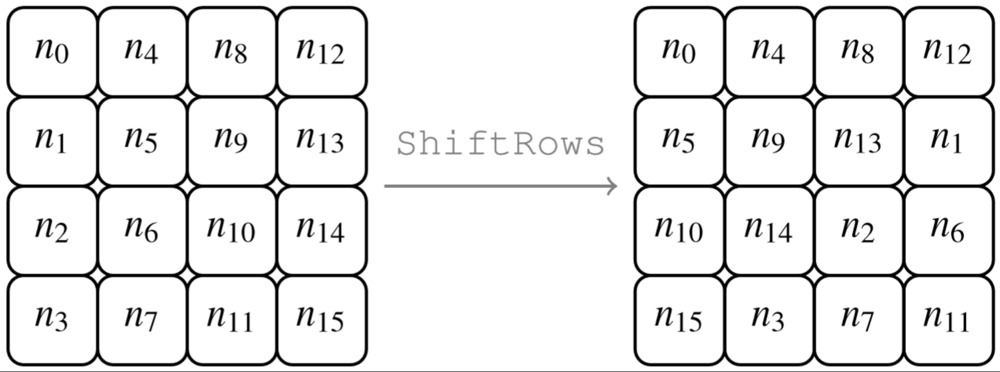 n₀ n₄ n₈ n₁₂ n₀ n₄ n₈ n₁₂
n₁ n₅ n₉ n₁₃ ShiftRows n₅ n₉ n₁₃ n₁
n₂ n₆ n₁₀ n₁₄ n₁₀ n₁₄ n₂ n₆
n₃ n₇ n₁₁ n₁₅ n₁₅ n₃ n₇ n₁₁